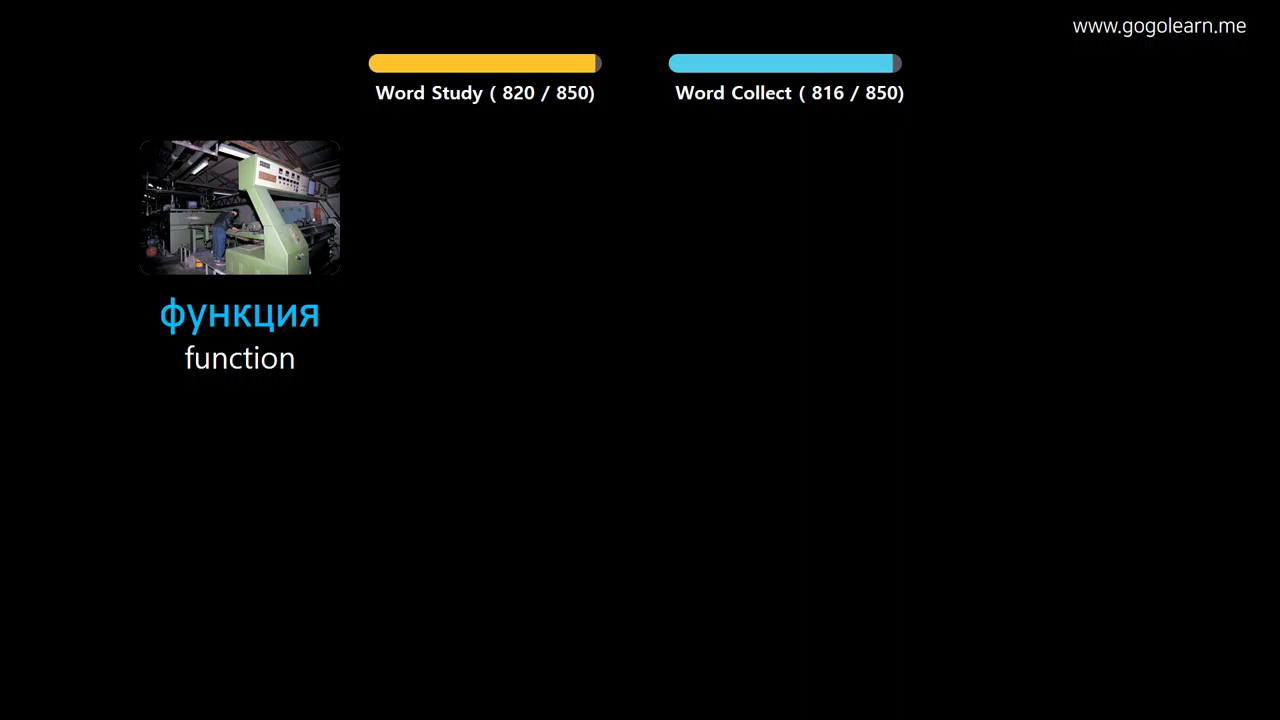 www.gogolearn.me
Word Study ( 820 / 850)
Word Collect ( 816 / 850)
функция
function